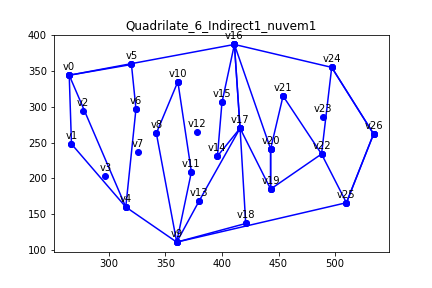 Quadrilate_6_Indirect1_nuvem1
400
350
300
250
200
150
100
300
350
400
450
500
v0
v1
v2
v3
v4
v5
v6
v7
v8
v9
v10
v11
v12
v13
v14
v15
v16
v17
v18
v19
v20
v21
v22
v23
v24
v25
v26